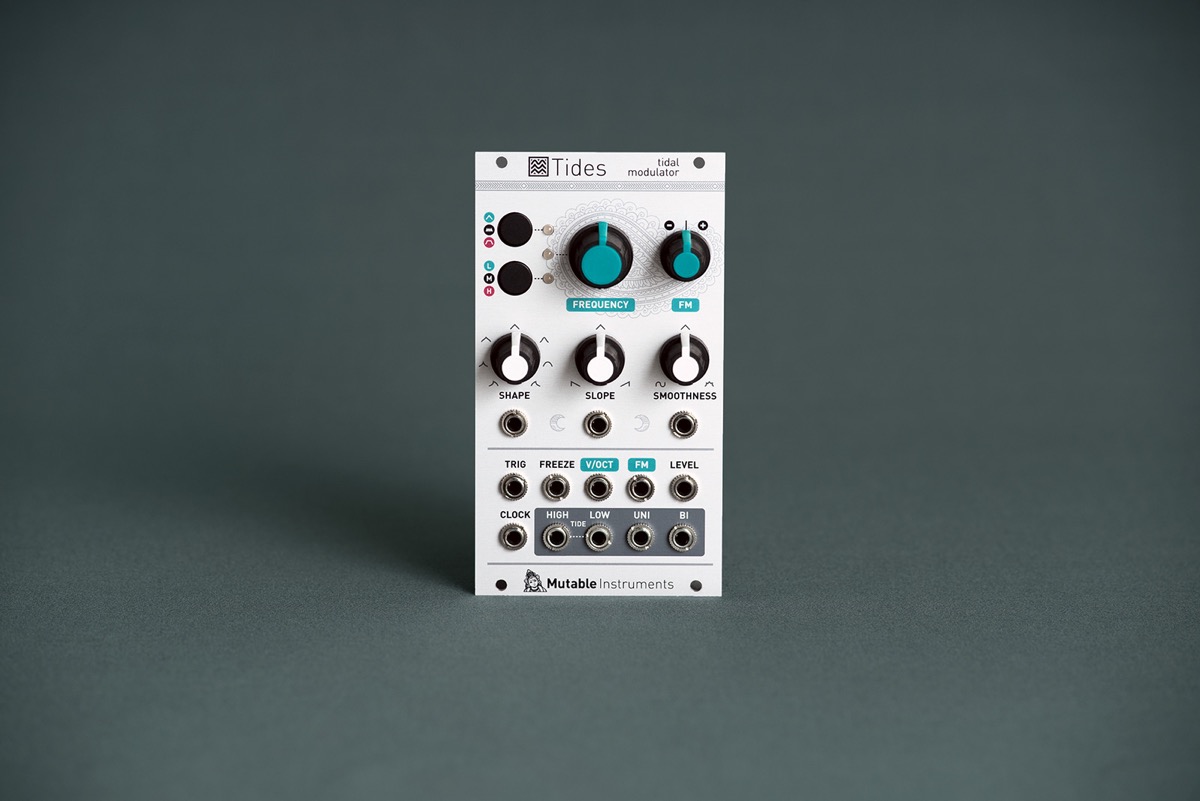 Tides
tidal
modulator
L
M
H
FREQUENCY
FM
SHAPE
SLOPE
SMOOTHNESS
TRIG
FREEZE
V/OCT
FM
LEVEL
CLOCK
HIGH
TIDE
LOW
UNI
BI
Mutable Instruments